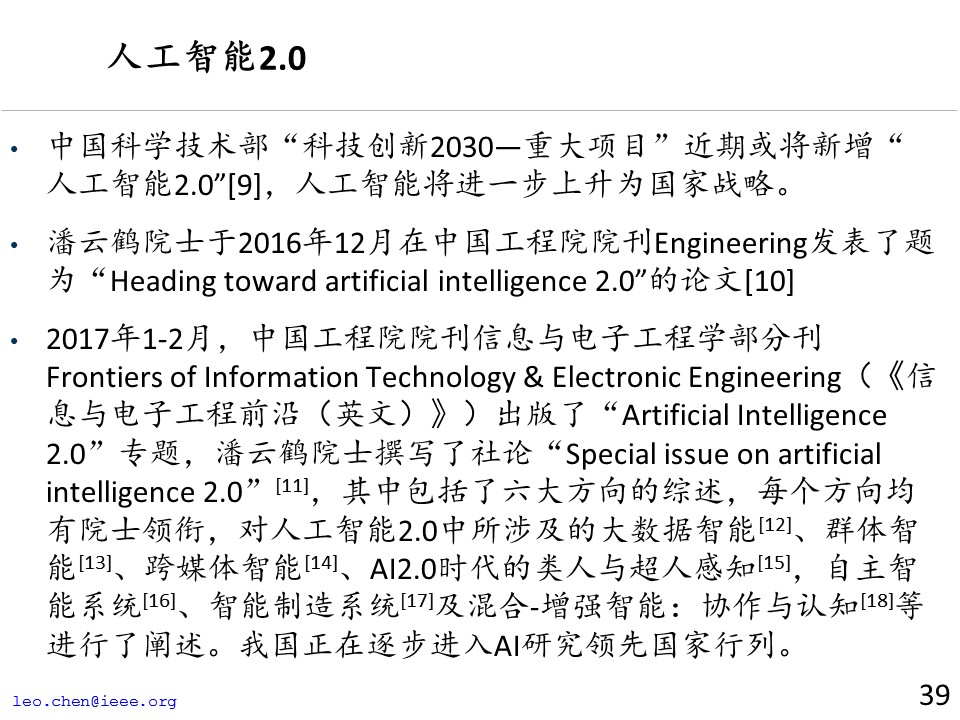 人工智能2.0
• 中国科学技术部“科技创新2030—重大项目”近期或将新增“
人工智能2.0”[9]，人工智能将进一步上升为国家战略。
• 潘云鹤院士于2016年12月在中国工程院院刊Engineering发表了题
为“Heading toward artificial intelligence 2.0”的论文[10]
• 2017年1-2月，中国工程院院刊信息与电子工程学部分刊
Frontiers of Information Technology & Electronic Engineering（《信
息与电子工程前沿（英文）》）出版了“Artificial Intelligence
2.0”专题，潘云鹤院士撰写了社论“Special issue on artificial
intelligence 2.0”[11]，其中包括了六大方向的综述，每个方向均
有院士领衔，对人工智能2.0中所涉及的大数据智能[12]、群体智
能[13]、跨媒体智能[14]、AI2.0时代的类人与超人感知[15]，自主智
能系统[16]、智能制造系统[17]及混合-增强智能：协作与认知[18]等
进行了阐述。我国正在逐步进入AI研究领先国家行列。
leo.chen@ieee.org
39